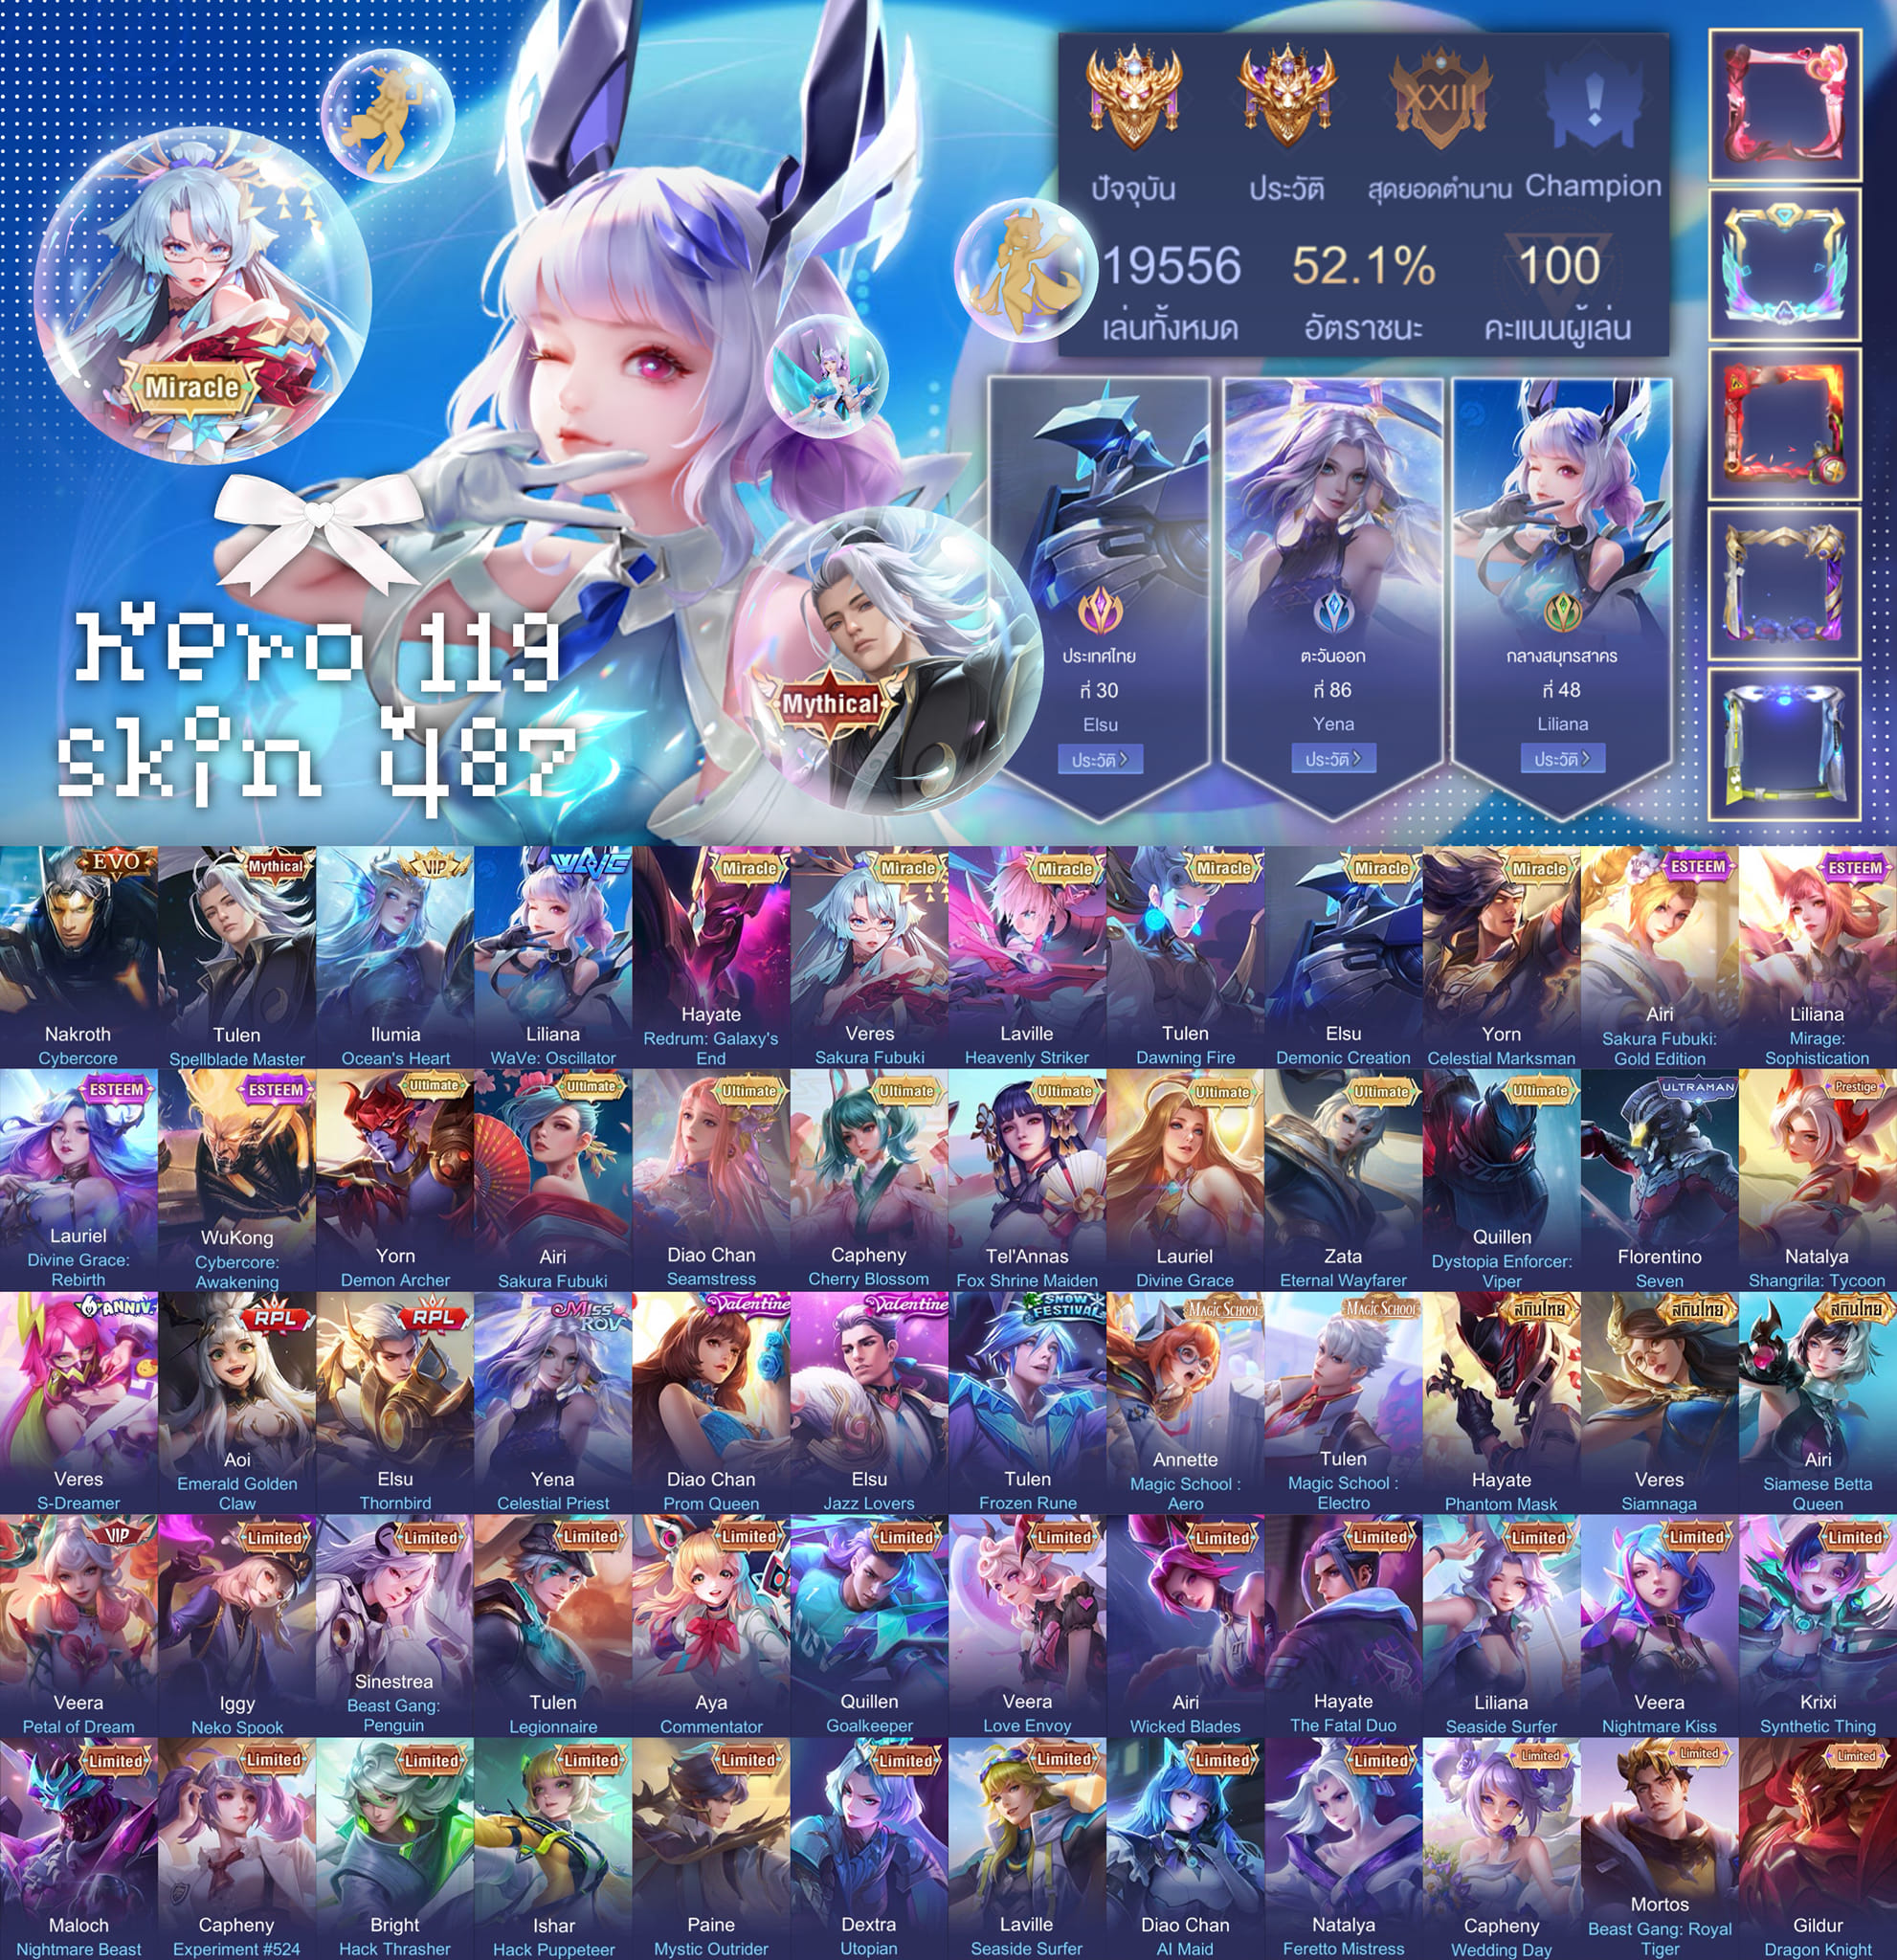 XXIII
ปัจจุบัน ประวัติ สุดยอดตำนาน Champion
19556 52.1% 100
เล่นทั้งหมด อัตราชนะ คะแนนผู้เล่น
Miracle
Hero 119
skin 487
Mythical
ประเทศไทย
ที่ 30
Elsu
ประวัติ >
ตะวันออก
ที่ 86
Yena
ประวัติ >
กลางสมุทรสาคร
ที่ 48
Liliana
ประวัติ >
EVO
Nakroth
Cybercore
Mythical
Tulen
Spellblade Master
VIP
Ilumia
Ocean's Heart
WAVE
Liliana
WaVe: Oscillator
Miracle
Hayate
Redrum: Galaxy's
End
Miracle
Veres
Sakura Fubuki
Miracle
Laville
Heavenly Striker
Miracle
Tulen
Dawning Fire
Miracle
Elsu
Demonic Creation
Miracle
Yorn
Celestial Marksman
ESTEEM
Airi
Sakura Fubuki:
Gold Edition
ESTEEM
Liliana
Mirage:
Sophistication
ESTEEM
Lauriel
Divine Grace:
Rebirth
ESTEEM
WuKong
Cybercore:
Awakening
Ultimate
Yorn
Demon Archer
Ultimate
Airi
Sakura Fubuki
Ultimate
Diao Chan
Seamstress
Ultimate
Capheny
Cherry Blossom
Ultimate
Tel'Annas
Fox Shrine Maiden
Ultimate
Lauriel
Divine Grace
Ultimate
Zata
Eternal Wayfarer
Ultimate
Quillen
Dystopia Enforcer:
Viper
ULTRAMAN
Florentino
Seven
Prestige
Natalya
Shangrila: Tycoon
6 ANNIV.
Veres
S-Dreamer
RPL
Aoi
Emerald Golden
Claw
RPL
Elsu
Thornbird
MISS
ROV
Yena
Celestial Priest
Valentine
Diao Chan
Prom Queen
Valentine
Elsu
Jazz Lovers
SNOW
FESTIVAL
Tulen
Frozen Rune
MAGIC SCHOOL
Annette
Magic School :
Aero
MAGIC SCHOOL
Tulen
Magic School :
Electro
สกินไทย
Hayate
Phantom Mask
สกินไทย
Veres
Siamnaga
สกินไทย
Airi
Siamese Betta
Queen
VIP
Veera
Petal of Dream
Limited
Iggy
Neko Spook
Limited
Sinestrea
Beast Gang:
Penguin
Limited
Tulen
Legionnaire
Limited
Aya
Commentator
Limited
Quillen
Goalkeeper
Limited
Veera
Love Envoy
Limited
Airi
Wicked Blades
Limited
Hayate
The Fatal Duo
Limited
Liliana
Seaside Surfer
Limited
Veera
Nightmare Kiss
Limited
Krixi
Synthetic Thing
Limited
Maloch
Nightmare Beast
Limited
Capheny
Experiment #524
Limited
Bright
Hack Thrasher
Limited
Ishar
Hack Puppeteer
Limited
Paine
Mystic Outrider
Limited
Dextra
Utopian
Limited
Laville
Seaside Surfer
Limited
Diao Chan
AI Maid
Limited
Natalya
Feretto Mistress
Limited
Capheny
Wedding Day
Limited
Mortos
Beast Gang: Royal
Tiger
Limited
Gildur
Dragon Knight